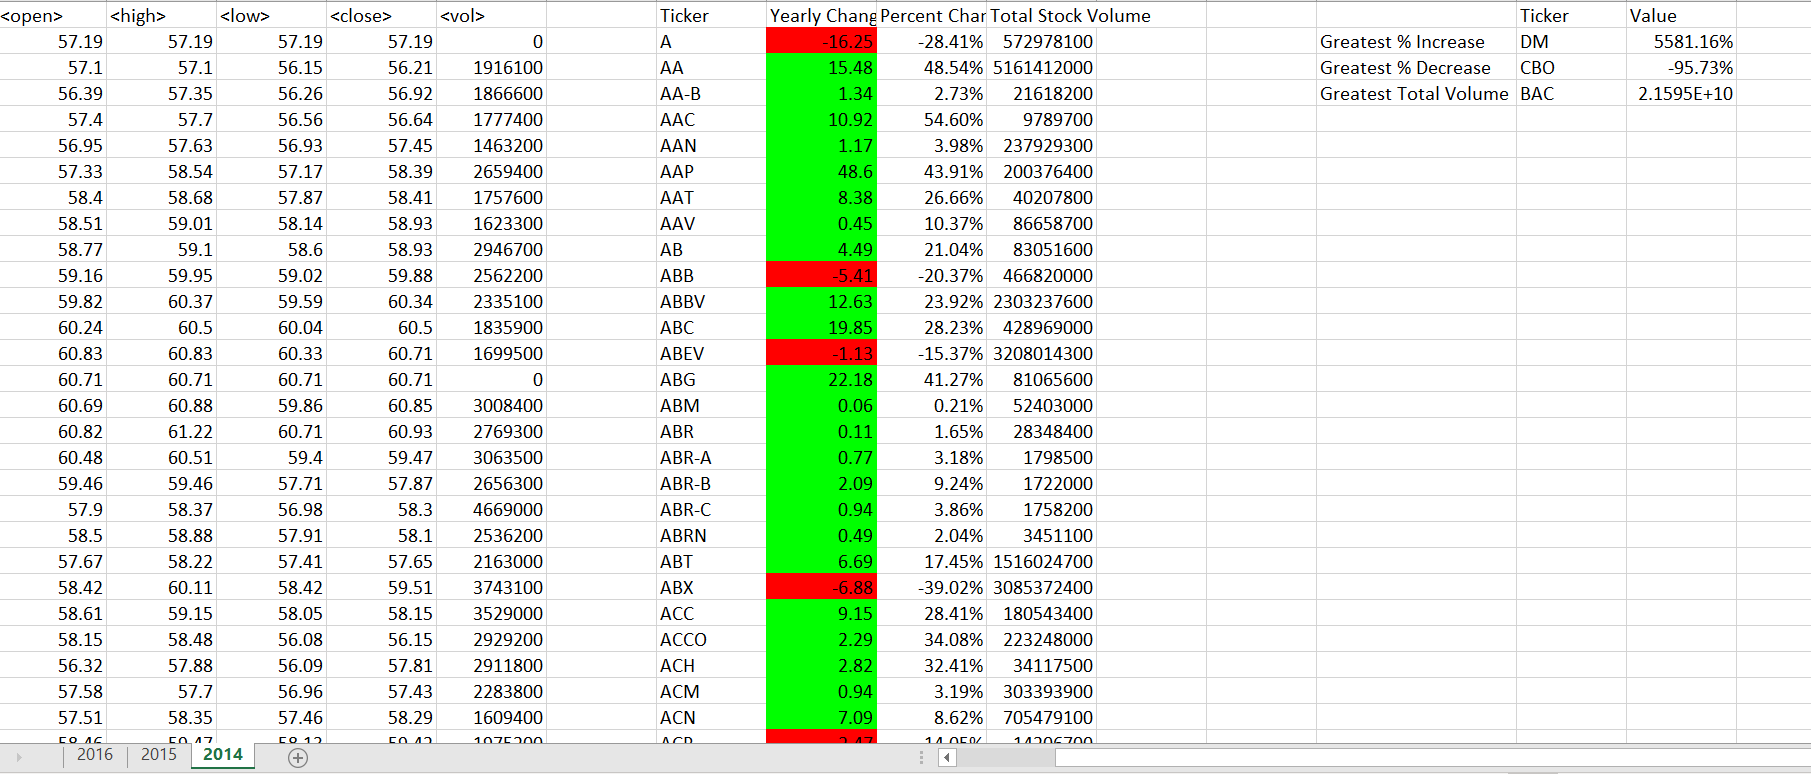 <open> <high> <low> <close> <vol> Ticker Yearly Chang Percent Char Total Stock Volume Ticker Value
57.19 57.19 57.19 57.19 0 A -16.25 -28.41% 572978100 Greatest % Increase DM 5581.16%
57.1 57.1 56.15 56.21 1916100 AA 15.48 48.54% 5161412000 Greatest % Decrease CBO -95.73%
56.39 57.35 56.26 56.92 1866600 AA-B 1.34 2.73% 21618200 Greatest Total Volume BAC 2.1595E+10
57.4 57.7 56.56 56.64 1777400 AAC 10.92 54.60% 9789700
56.95 57.63 56.93 57.45 1463200 AAN 1.17 3.98% 237929300
57.33 58.54 57.17 58.39 2659400 AAP 48.6 43.91% 200376400
58.4 58.68 57.87 58.41 1757600 AAT 8.38 26.66% 40207800
58.51 59.01 58.14 58.93 1623300 AAV 0.45 10.37% 86658700
58.77 59.1 58.6 58.93 2946700 AB 4.49 21.04% 83051600
59.16 59.95 59.02 59.88 2562200 ABB -5.41 -20.37% 466820000
59.82 60.37 59.59 60.34 2335100 ABBV 12.63 23.92% 2303237600
60.24 60.5 60.04 60.5 1835900 ABC 19.85 28.23% 428969000
60.83 60.83 60.33 60.71 1699500 ABEV -1.13 -15.37% 3208014300
60.71 60.71 60.71 60.71 0 ABG 22.18 41.27% 81065600
60.69 60.88 59.86 60.85 3008400 ABM 0.06 0.21% 52403000
60.82 61.22 60.71 60.93 2769300 ABR 0.11 1.65% 28348400
60.48 60.51 59.4 59.47 3063500 ABR-A 0.77 3.18% 1798500
59.46 59.46 57.71 57.87 2656300 ABR-B 2.09 9.24% 1722000
57.9 58.37 56.98 58.3 4669000 ABR-C 0.94 3.86% 1758200
58.5 58.88 57.91 58.1 2536200 ABRN 0.49 2.04% 3451100
57.67 58.22 57.41 57.65 2163000 ABT 6.69 17.45% 1516024700
58.42 60.11 58.42 59.51 3743100 ABX -6.88 -39.02% 3085372400
58.61 59.15 58.05 58.15 3529000 ACC 9.15 28.41% 180543400
58.15 58.48 56.08 56.15 2929200 ACCO 2.29 34.08% 223248000
56.32 57.88 56.09 57.81 2911800 ACH 2.82 32.41% 34117500
57.58 57.7 56.96 57.43 2283800 ACM 0.94 3.19% 303393900
57.51 58.35 57.46 58.29 1609400 ACN 7.09 8.62% 705479100
2016 2015 2014